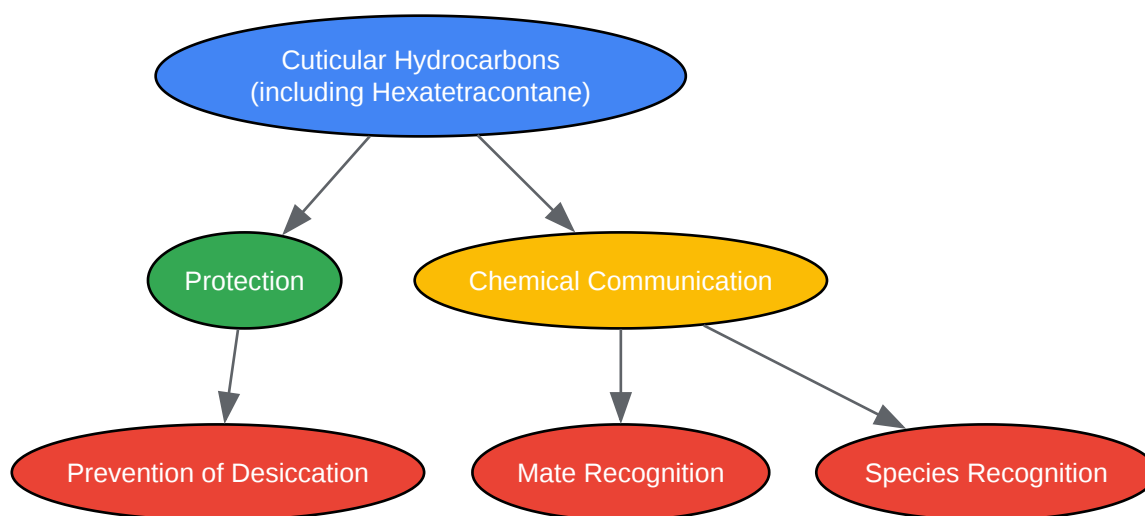 Cuticular Hydrocarbons
(including Hexatetracontane)
Protection
Chemical Communication
Prevention of Desiccation
Mate Recognition
Species Recognition